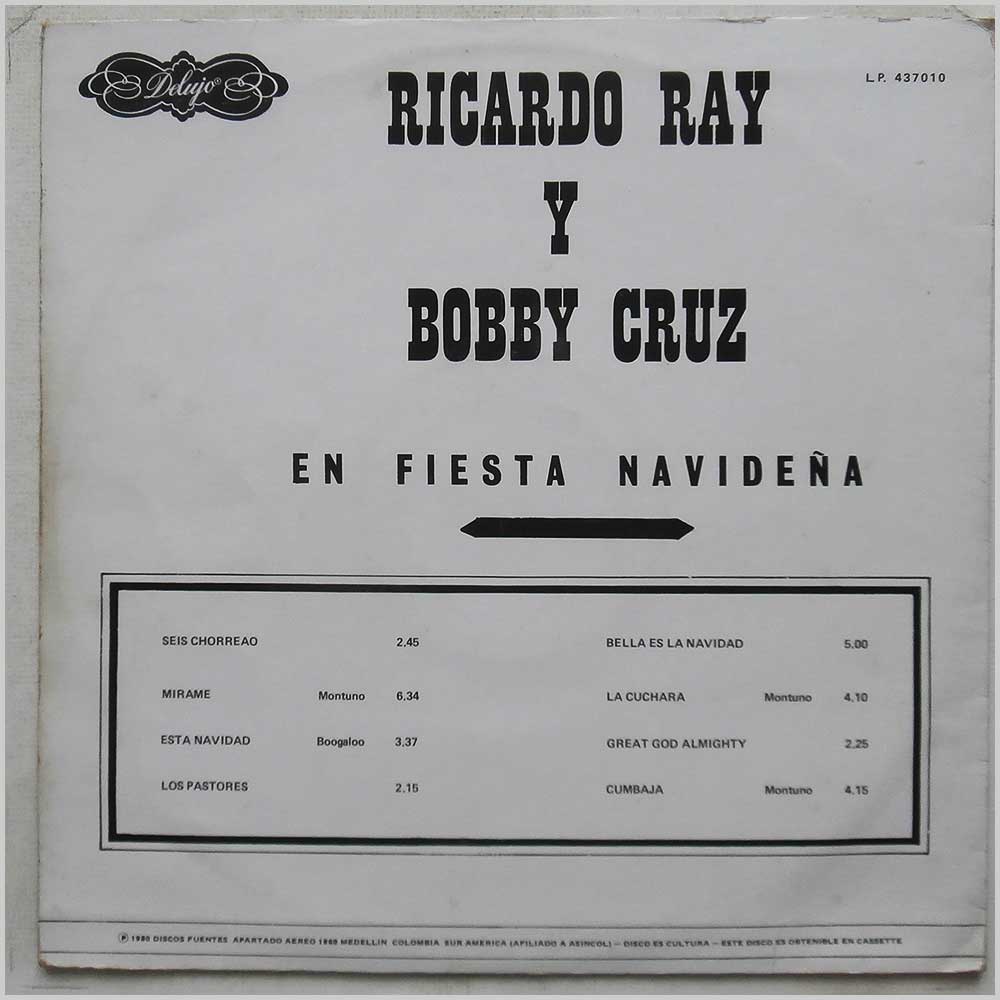 Delujo®
L.P. 437010
RICARDO RAY
Y
BOBBY CRUZ
EN FIESTA NAVIDEÑA
SEIS CHORREAO 2.45
MIRAME Montuno 6.34
ESTA NAVIDAD Boogaloo 3.37
LOS PASTORES 2.15
BELLA ES LA NAVIDAD 5.00
LA CUCHARA Montuno 4.10
GREAT GOD ALMIGHTY 2.25
CUMBAJA Montuno 4.15
Ⓟ 1980 DISCOS FUENTES APARTADO AEREO 1960 MEDELLIN COLOMBIA SUR AMERICA (AFILIADO A ASINCOL) — DISCO ES CULTURA — ESTE DISCO ES OBTENIBLE EN CASSETTE